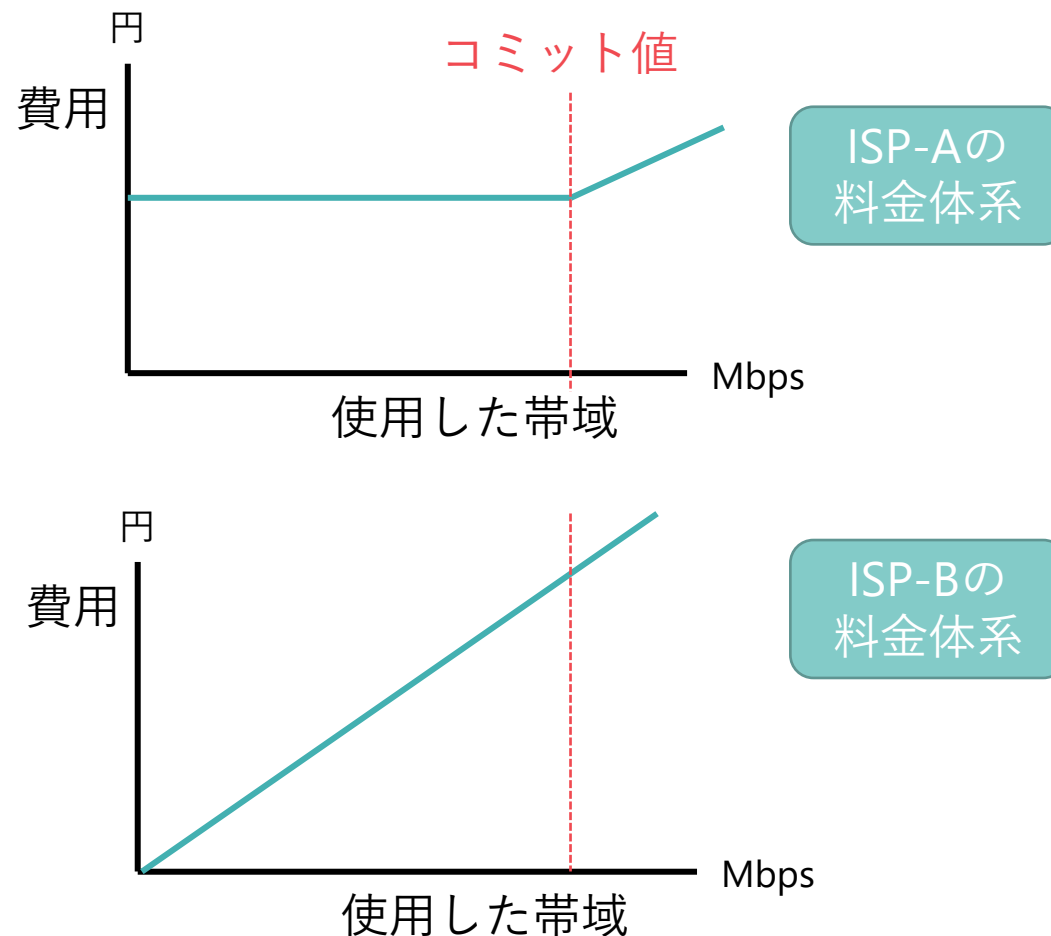 円
コミット値
費用
ISP-Aの
料金体系
Mbps
使用した帯域
円
費用
ISP-Bの
料金体系
Mbps
使用した帯域